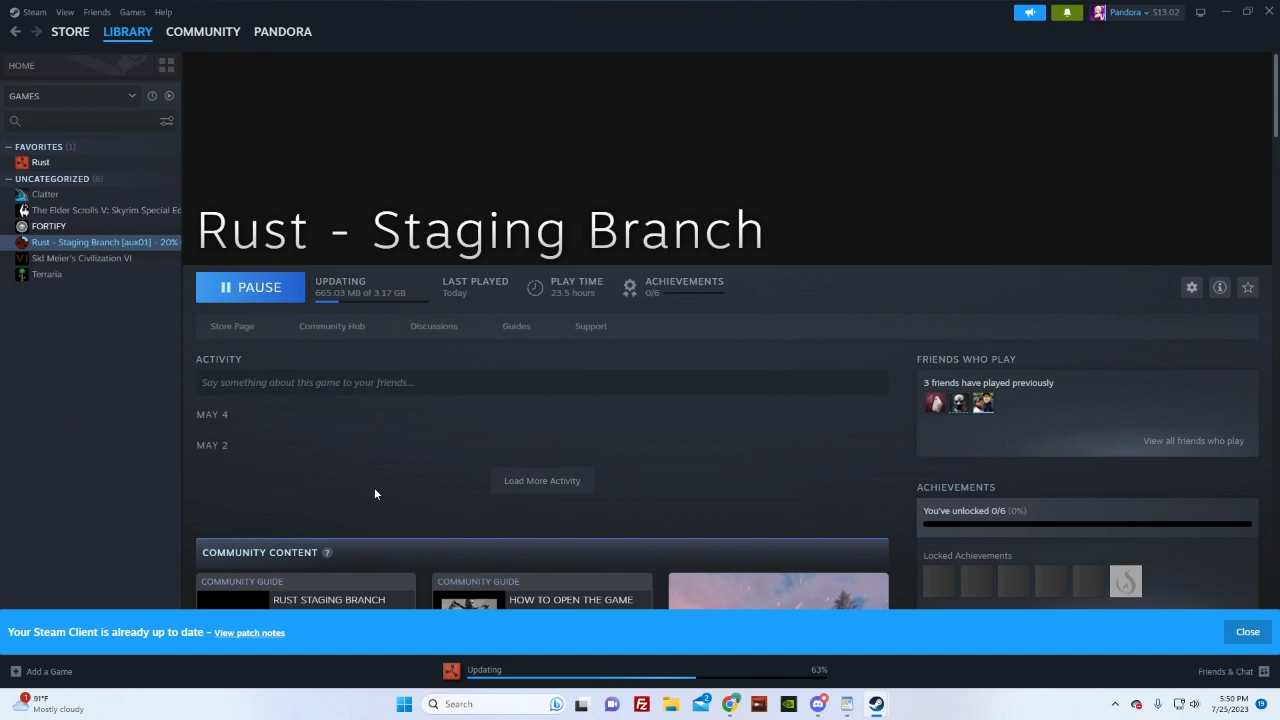 Steam View Friends Games Help
Pandora $13.02
STORE LIBRARY COMMUNITY PANDORA
HOME
GAMES
FAVORITES (1)
Rust
UNCATEGORIZED (6)
Clatter
The Elder Scrolls V: Skyrim Special Ed
FORTIFY
Rust - Staging Branch [aux01] - 20%
Sid Meier's Civilization VI
Terraria
Rust - Staging Branch
PAUSE
UPDATING
665.03 MB of 3.17 GB
LAST PLAYED
Today
PLAY TIME
23.5 hours
ACHIEVEMENTS
0/6
Store Page Community Hub Discussions Guides Support
ACTIVITY
Say something about this game to your friends...
MAY 4
MAY 2
Load More Activity
FRIENDS WHO PLAY
3 friends have played previously
View all friends who play
ACHIEVEMENTS
You've unlocked 0/6 (0%)
Locked Achievements
COMMUNITY CONTENT ?
COMMUNITY GUIDE
RUST STAGING BRANCH
COMMUNITY GUIDE
HOW TO OPEN THE GAME
Your Steam Client is already up to date - View patch notes
Close
Add a Game
Updating 63%
Friends & Chat
1
91°F
Mostly cloudy
Search
2
5:50 PM
7/25/2023
19